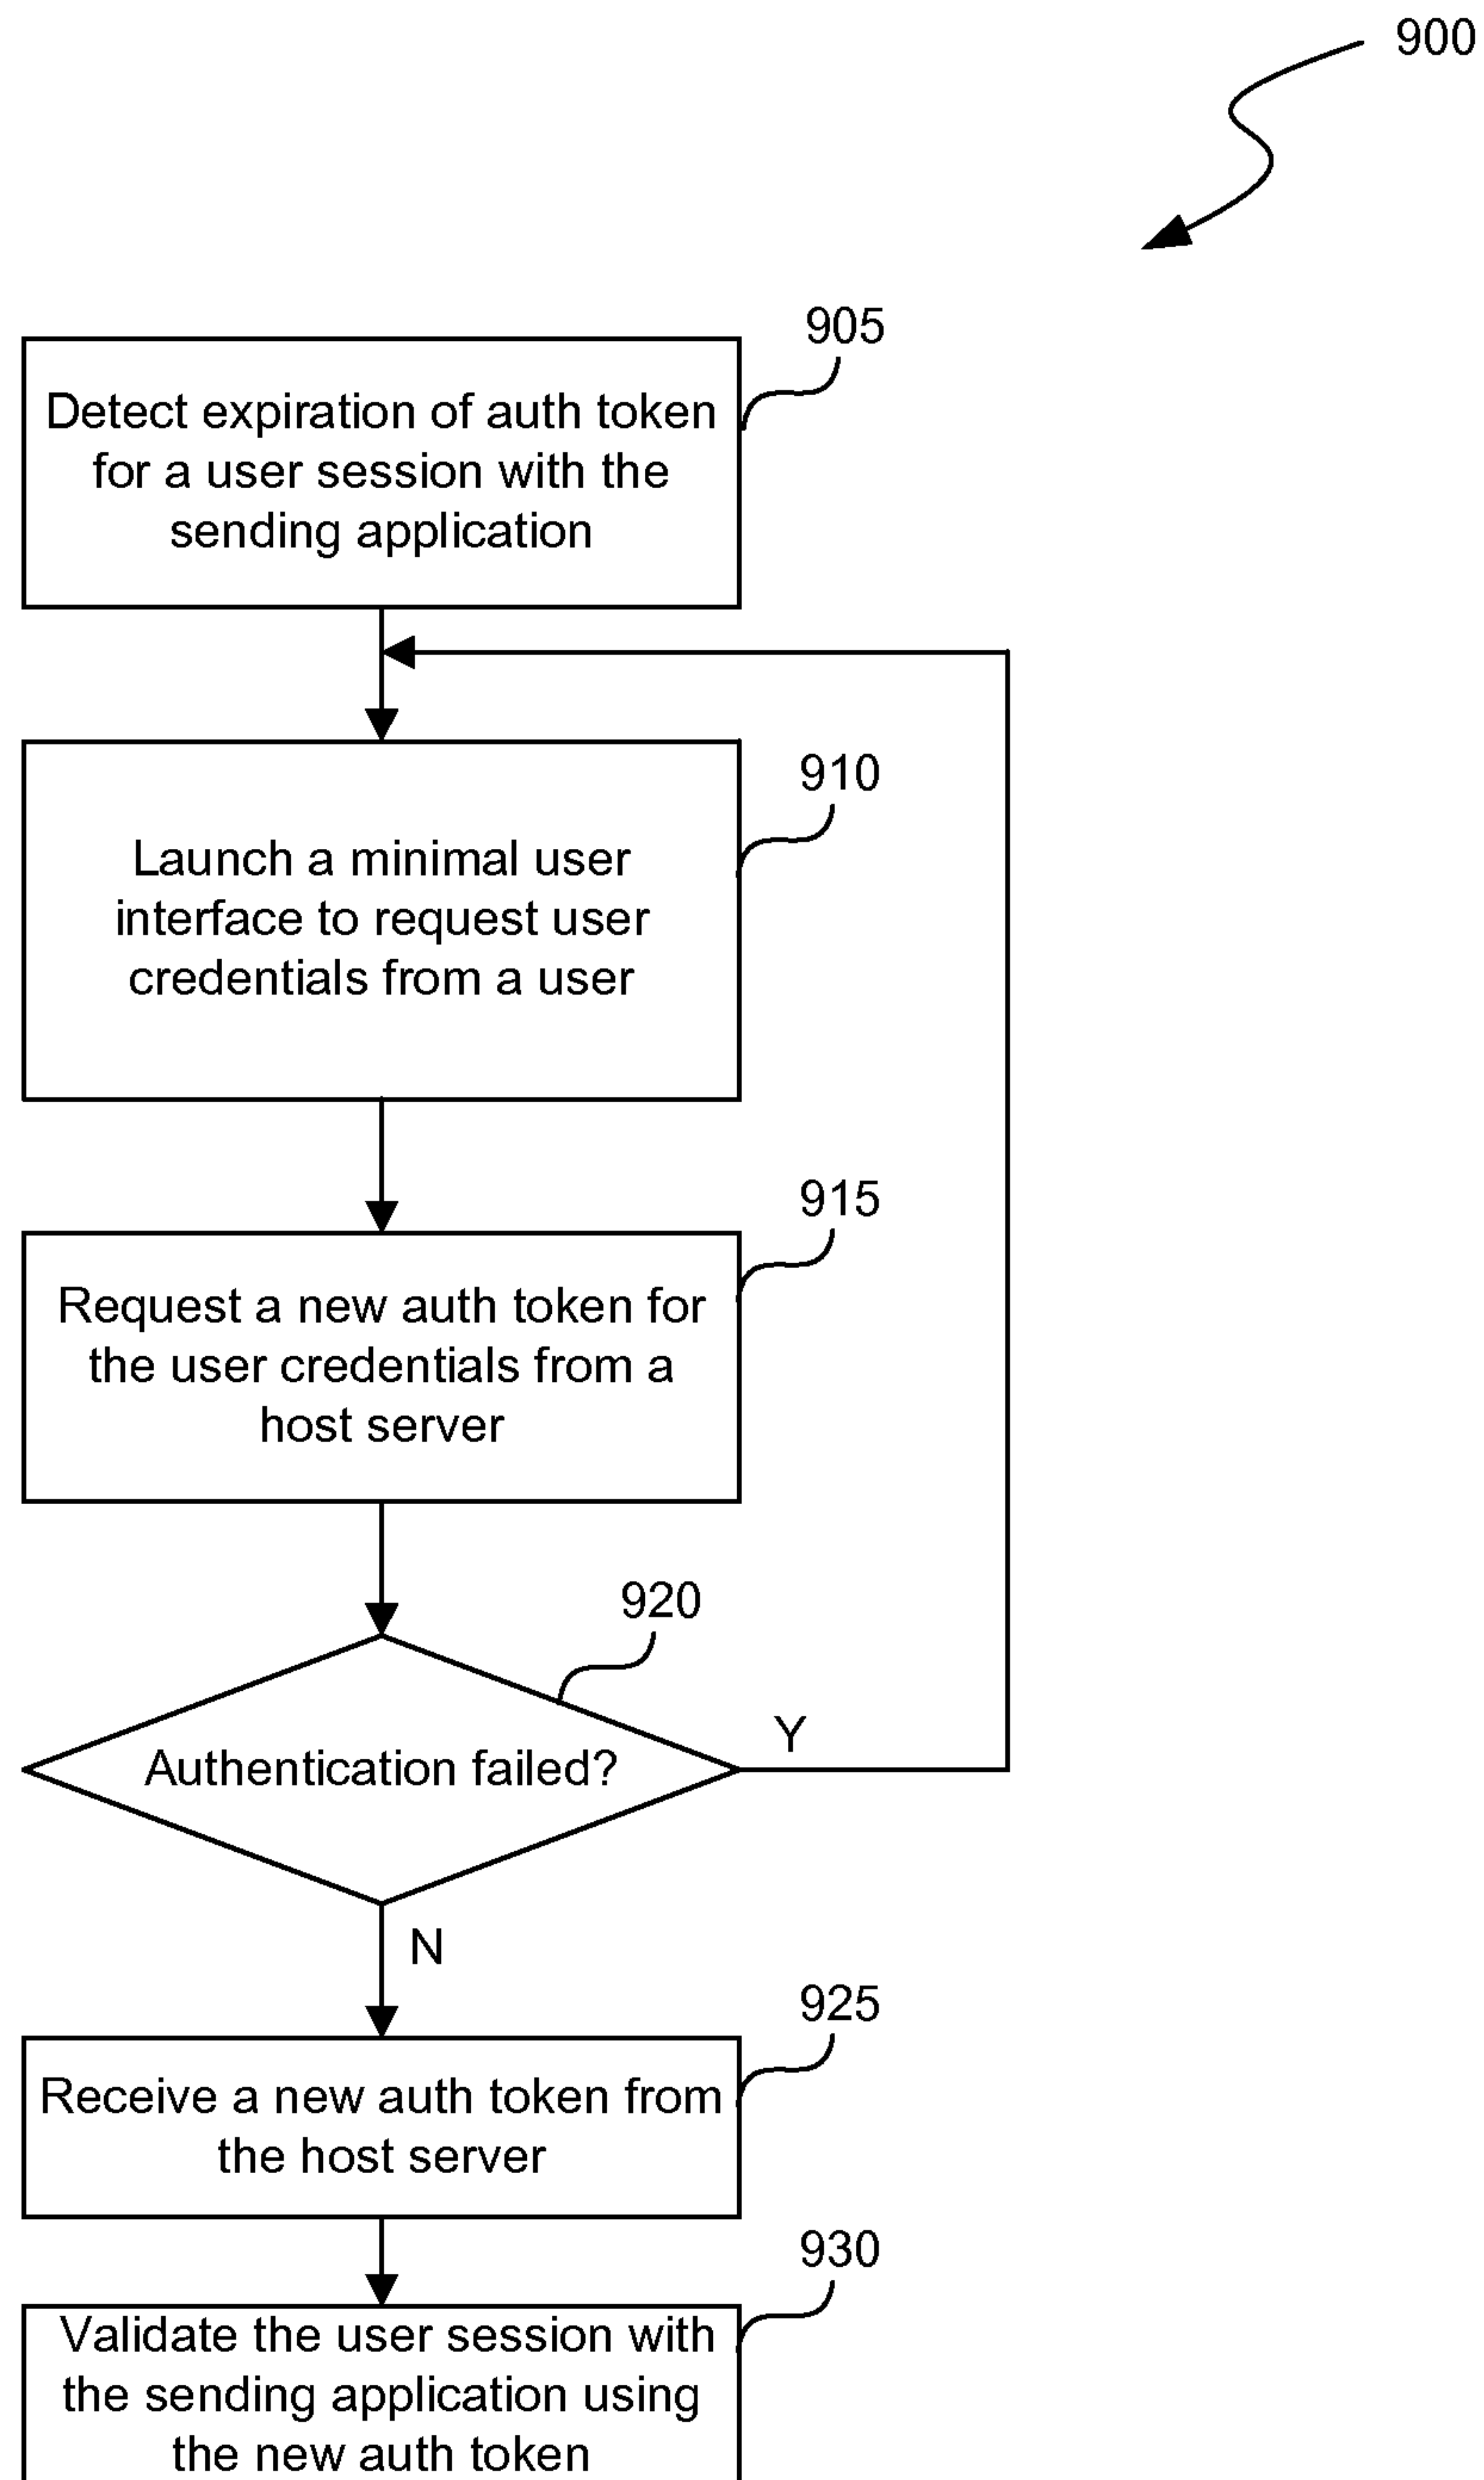 900
905
Detect expiration of auth token
for a user session with the
sending application
910
Launch a minimal user
interface to request user
credentials from a user
915
Request a new auth token for
the user credentials from a
host server
920
Authentication failed?
Y
N
925
Receive a new auth token from
the host server
930
Validate the user session with
the sending application using
the new auth token